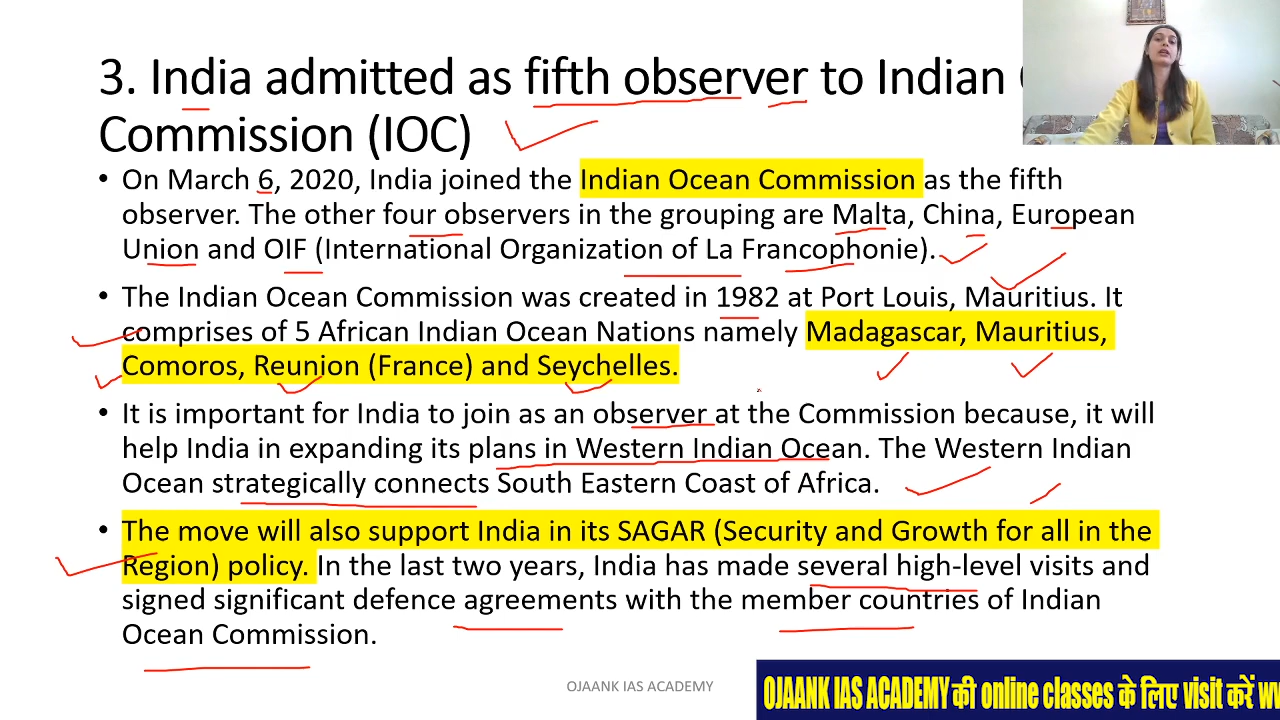 3. India admitted as fifth observer to Indian
Commission (IOC)
• On March 6, 2020, India joined the Indian Ocean Commission as the fifth
observer. The other four observers in the grouping are Malta, China, European
Union and OIF (International Organization of La Francophonie).
• The Indian Ocean Commission was created in 1982 at Port Louis, Mauritius. It
comprises of 5 African Indian Ocean Nations namely Madagascar, Mauritius,
Comoros, Reunion (France) and Seychelles.
• It is important for India to join as an observer at the Commission because, it will
help India in expanding its plans in Western Indian Ocean. The Western Indian
Ocean strategically connects South Eastern Coast of Africa.
• The move will also support India in its SAGAR (Security and Growth for all in the
Region) policy. In the last two years, India has made several high-level visits and
signed significant defence agreements with the member countries of Indian
Ocean Commission.
OJAANK IAS ACADEMY
OJAANK IAS ACADEMY की online classes के लिए visit करें